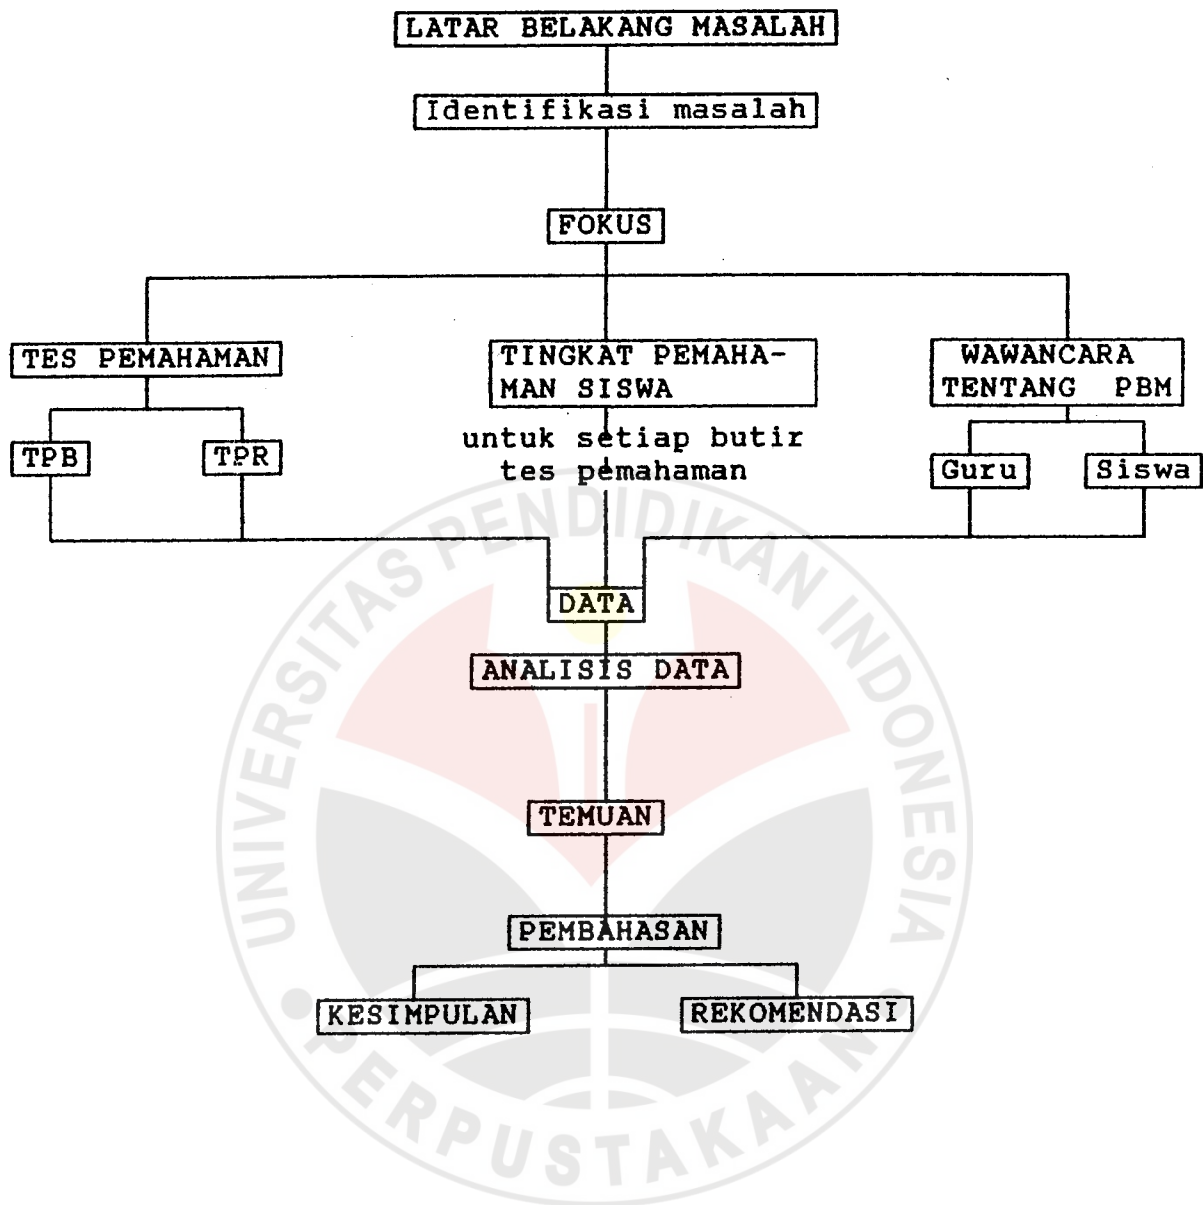 LATAR BELAKANG MASALAH
Identifikasi masalah
FOKUS
TES PEMAHAMAN
TINGKAT PEMAHA-
MAN SISWA
WAWANCARA
TENTANG PBM
TPB
TPR
untuk setiap butir
tes pemahaman
Guru
Siswa
DATA
ANALISIS DATA
TEMUAN
PEMBAHASAN
KESIMPULAN
REKOMENDASI
UNIVERSITAS PENDIDIKAN INDONESIA
PERPUSTAKAAN